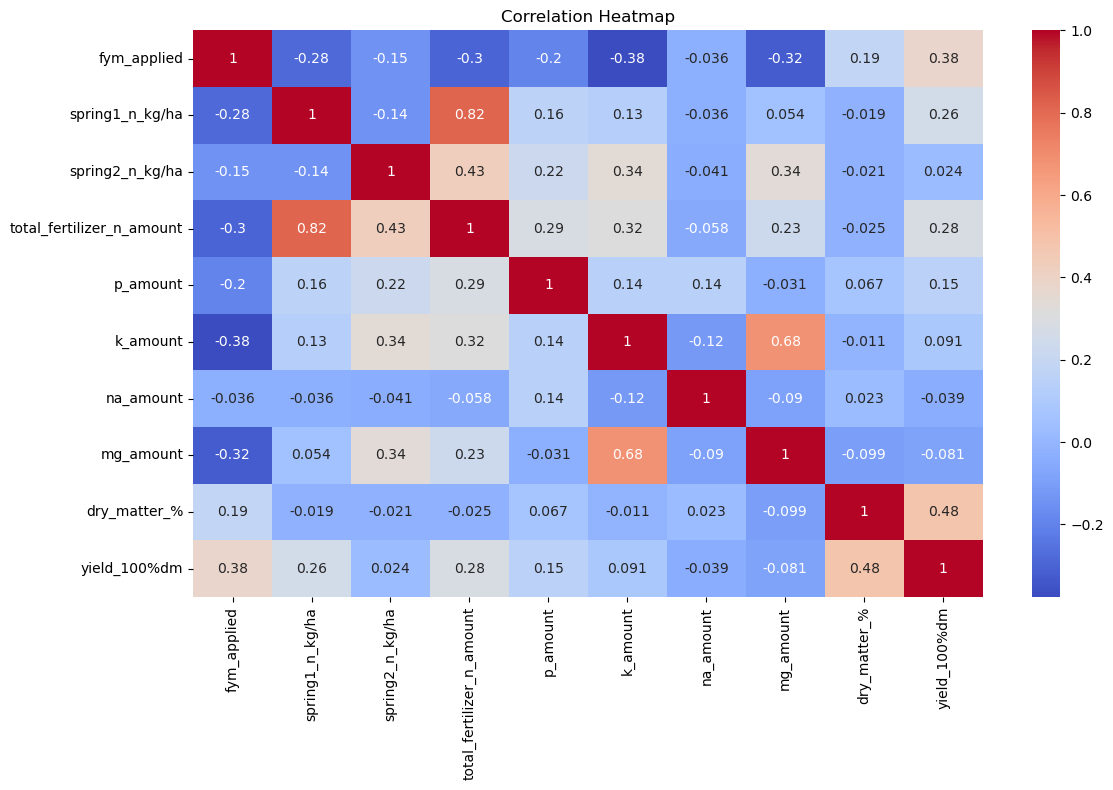 Correlation Heatmap
fym_applied 1 -0.28 -0.15 -0.3 -0.2 -0.38 -0.036 -0.32 0.19 0.38
spring1_n_kg/ha -0.28 1 -0.14 0.82 0.16 0.13 -0.036 0.054 -0.019 0.26
spring2_n_kg/ha -0.15 -0.14 1 0.43 0.22 0.34 -0.041 0.34 -0.021 0.024
total_fertilizer_n_amount -0.3 0.82 0.43 1 0.29 0.32 -0.058 0.23 -0.025 0.28
p_amount -0.2 0.16 0.22 0.29 1 0.14 0.14 -0.031 0.067 0.15
k_amount -0.38 0.13 0.34 0.32 0.14 1 -0.12 0.68 -0.011 0.091
na_amount -0.036 -0.036 -0.041 -0.058 0.14 -0.12 1 -0.09 0.023 -0.039
mg_amount -0.32 0.054 0.34 0.23 -0.031 0.68 -0.09 1 -0.099 -0.081
dry_matter_% 0.19 -0.019 -0.021 -0.025 0.067 -0.011 0.023 -0.099 1 0.48
yield_100%dm 0.38 0.26 0.024 0.28 0.15 0.091 -0.039 -0.081 0.48 1
fym_applied
spring1_n_kg/ha
spring2_n_kg/ha
total_fertilizer_n_amount
p_amount
k_amount
na_amount
mg_amount
dry_matter_%
yield_100%dm
1.0
0.8
0.6
0.4
0.2
0.0
−0.2